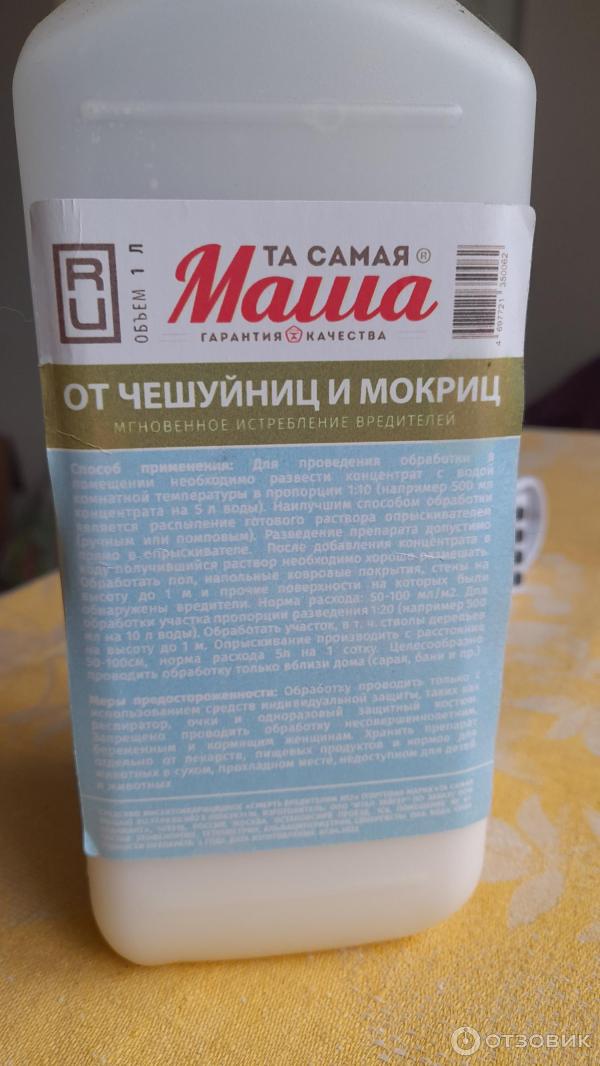 RU
ОБЪЕМ 1 Л
ТА САМАЯ ®
Маша
ГАРАНТИЯ КАЧЕСТВА
4 697721 350062
ОТ ЧЕШУЙНИЦ И МОКРИЦ
МГНОВЕННОЕ ИСТРЕБЛЕНИЕ ВРЕДИТЕЛЕЙ
Способ применения: Для проведения обработки в
помещении необходимо развести концентрат с водой
комнатной температуры в пропорции 1:10 (например 500 мл
концентрата на 5 л воды). Наилучшим способом обработки
является распыление готового раствора опрыскивателем
(ручным или помповым). Разведение препарата допустимо
прямо в опрыскивателе. После добавления концентрата в
воду получившийся раствор необходимо хорошо размешать.
Обработать пол, напольные ковровые покрытия, стены на
высоту до 1 м и прочие поверхности на которых были
обнаружены вредители. Норма расхода: 50-100 мл/м2. Для
обработки участка пропорции разведения 1:20 (например 500
мл на 10 л воды). Обработать участок, в т. ч. стволы деревьев
на высоту до 1 м. Опрыскивание производить с расстояния
50-100см, норма расхода 5л на 1 сотку. Целесообразно
проводить обработку только вблизи дома (сарая, бани и пр.)
Меры предосторожености: Обработку проводить только с
использованием средств индивидуальной защиты, таких как
респиратор, очки и одноразовый защитный костюм.
Запрещено проводить обработку несовершеннолетним,
беременным и кормящим женщинам. Хранить препарат
отдельно от лекарств, пищевых продуктов и кормов для
животных в сухом, прохладном месте, недоступном для детей
и животных
ОТЗОВИК